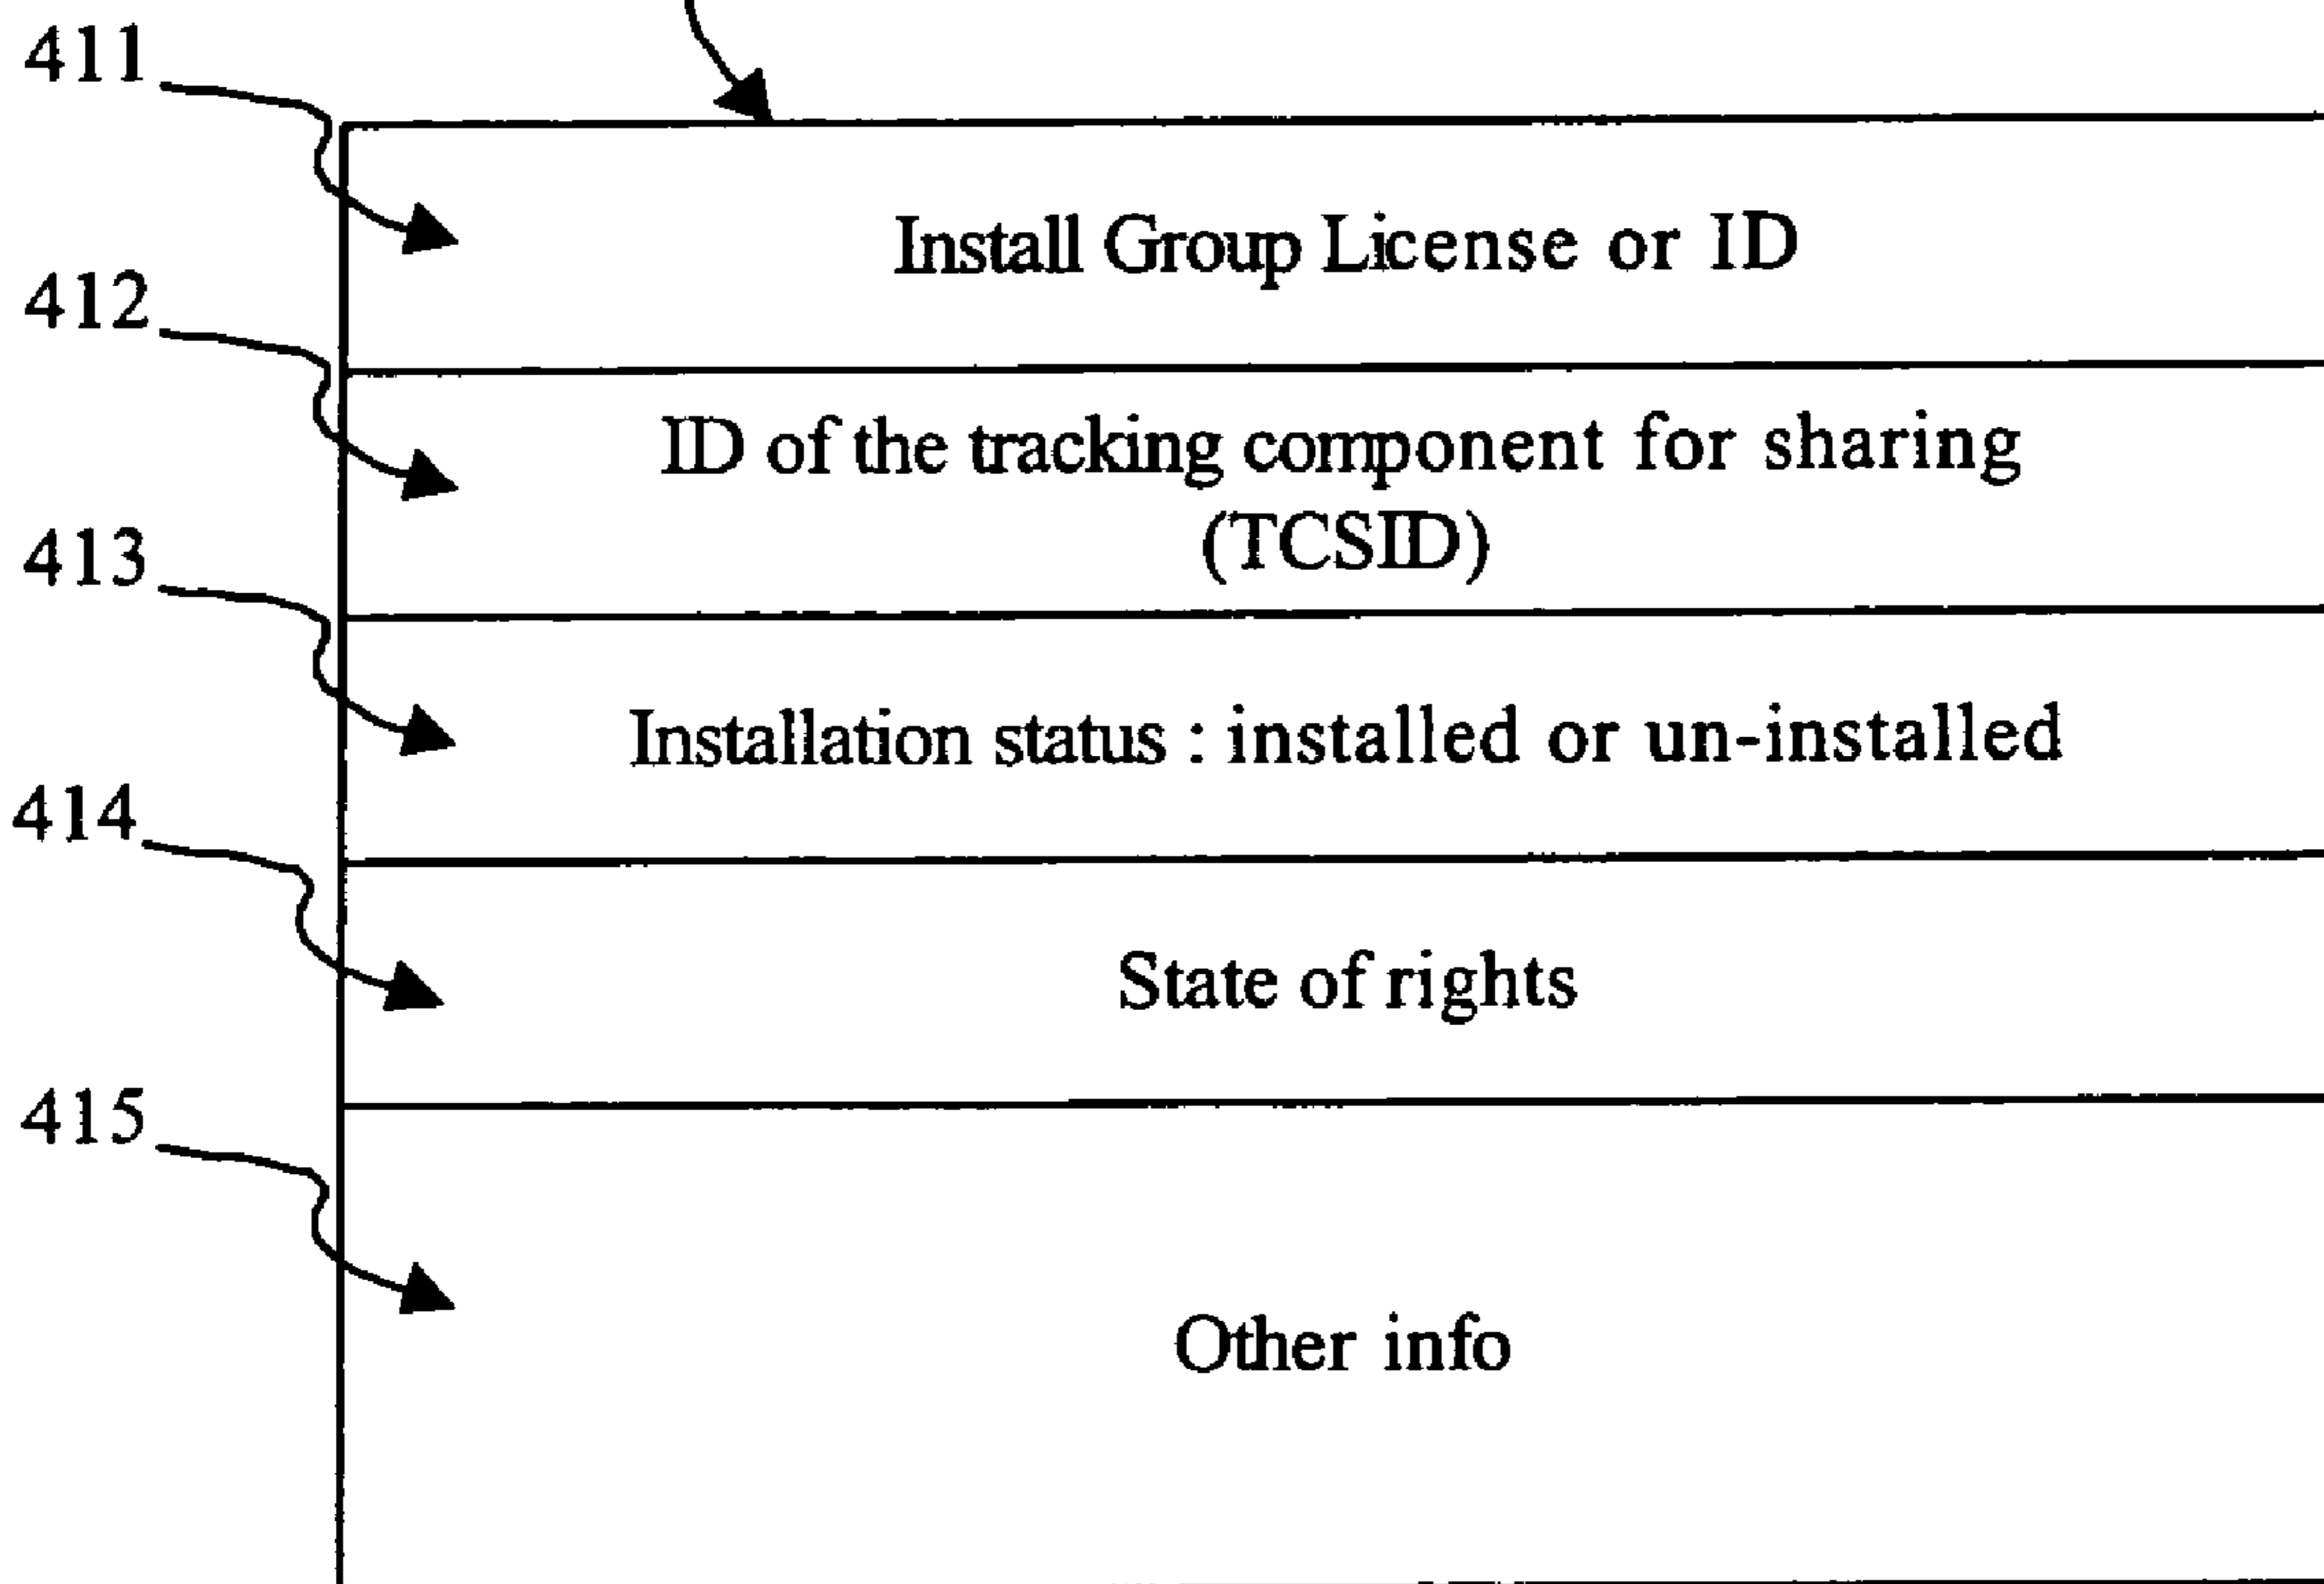 411
Install Group License or ID
412
ID of the tracking component for sharing
(TCSID)
413
Installation status : installed or un-installed
414
State of rights
415
Other info